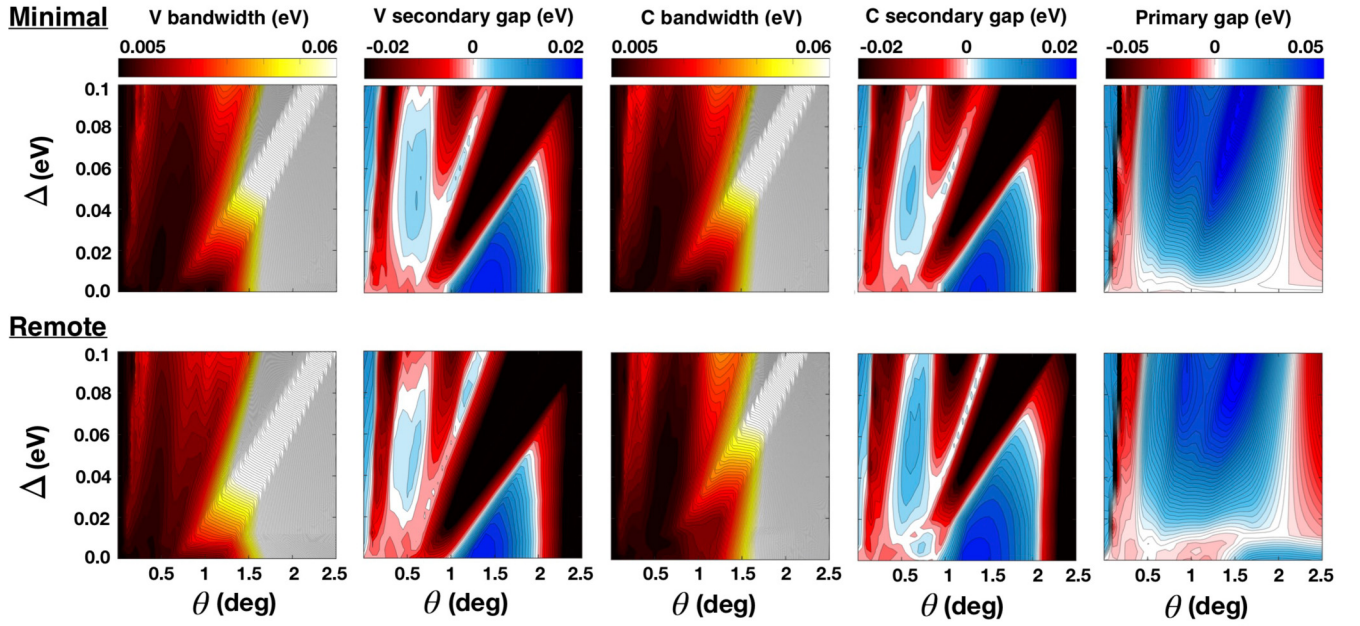 Minimal
V bandwidth (eV) V secondary gap (eV) C bandwidth (eV) C secondary gap (eV) Primary gap (eV)
0.005 0.06 -0.02 0 0.02 0.005 0.06 -0.02 0 0.02 -0.05 0 0.05
0.1
0.08
0.06
0.04
0.02
0.0
Δ (eV)
Remote
0.1
0.08
0.06
0.04
0.02
0.0
Δ (eV)
0.5 1 1.5 2 2.5 0.5 1 1.5 2 2.5 0.5 1 1.5 2 2.5 0.5 1 1.5 2 2.5 0.5 1 1.5 2 2.5
θ (deg) θ (deg) θ (deg) θ (deg) θ (deg)